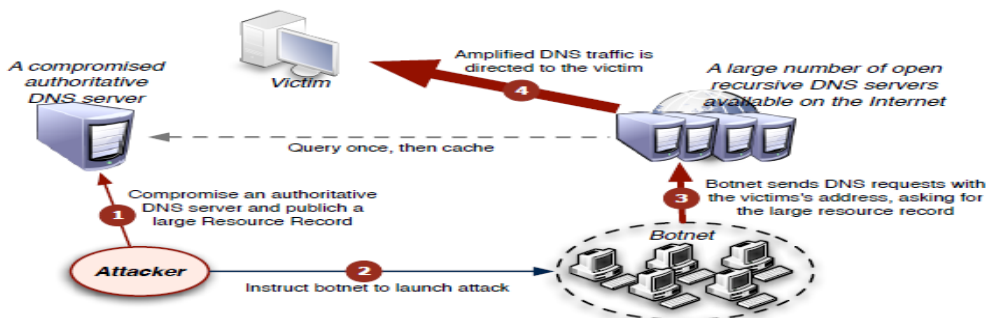 A compromised
authoritative
DNS server
Victim
Amplified DNS traffic is
directed to the victim
4
A large number of open
recursive DNS servers
available on the Internet
Query once, then cache
1
Compromise an authoritative
DNS server and publish a
large Resource Record
3
Botnet sends DNS requests with
the victims's address, asking for
the large resource record
Botnet
Attacker
2
Instruct botnet to launch attack